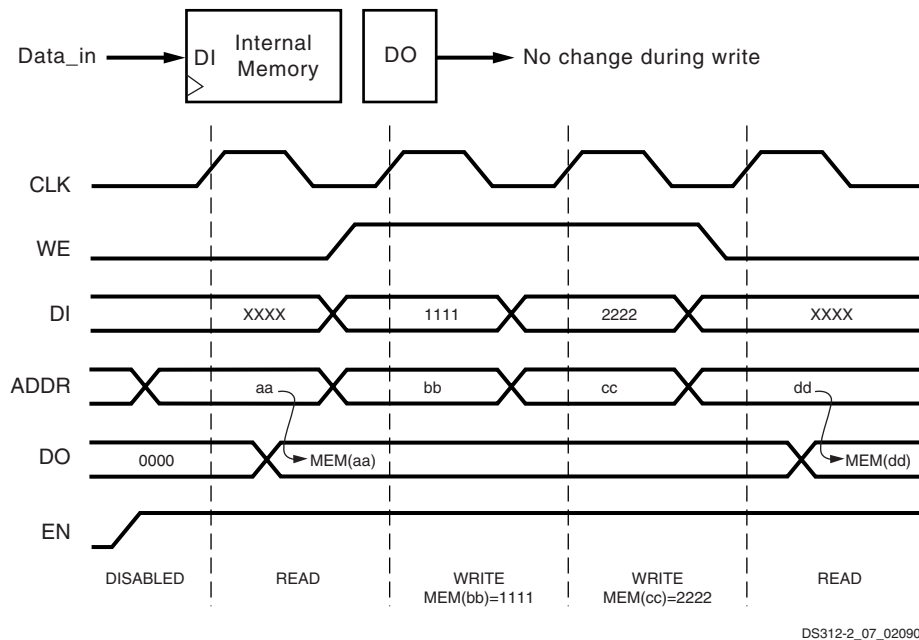 Data_in DI Internal Memory DO No change during write
CLK
WE
DI XXXX 1111 2222 XXXX
ADDR aa bb cc dd
DO 0000 MEM(aa) MEM(dd)
EN
DISABLED READ WRITE MEM(bb)=1111 WRITE MEM(cc)=2222 READ